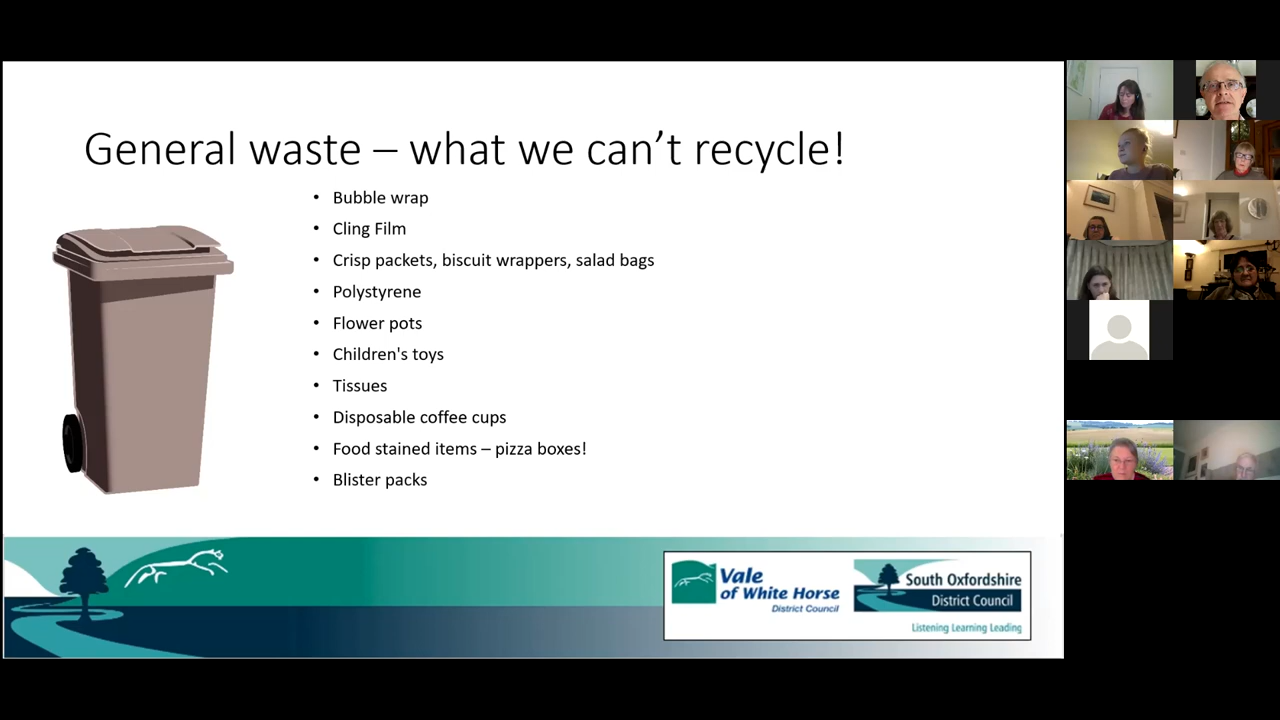 General waste – what we can’t recycle!
• Bubble wrap
• Cling Film
• Crisp packets, biscuit wrappers, salad bags
• Polystyrene
• Flower pots
• Children's toys
• Tissues
• Disposable coffee cups
• Food stained items – pizza boxes!
• Blister packs
Vale
of White Horse
District Council
South Oxfordshire
District Council
Listening Learning Leading